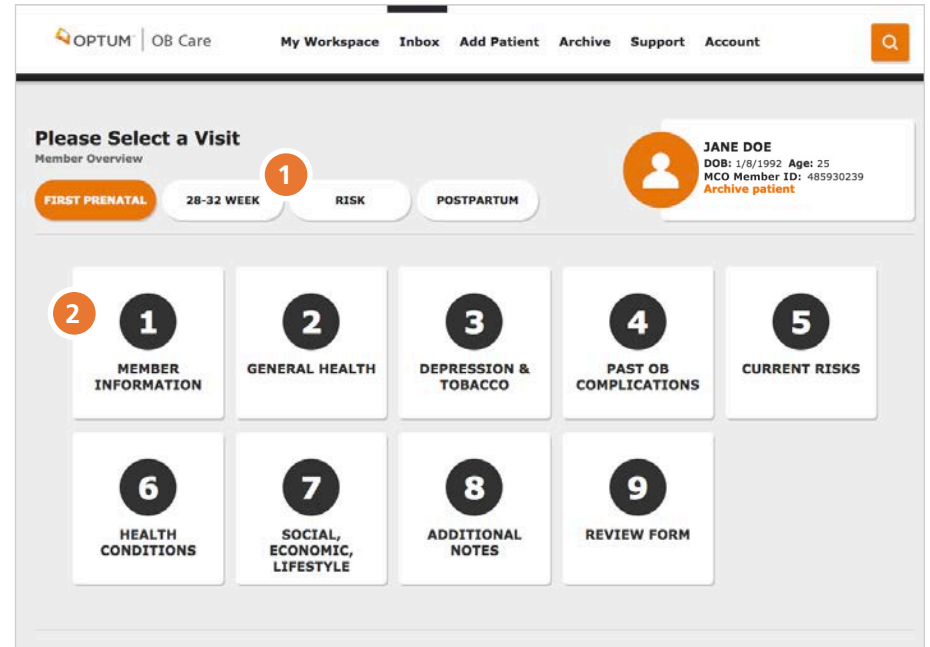 OPTUM™ | OB Care
My Workspace Inbox Add Patient Archive Support Account
Please Select a Visit
Member Overview
1
FIRST PRENATAL 28-32 WEEK RISK POSTPARTUM
JANE DOE
DOB: 1/8/1992 Age: 25
MCO Member ID: 485930239
Archive patient
2
1
MEMBER
INFORMATION
2
GENERAL HEALTH
3
DEPRESSION &
TOBACCO
4
PAST OB
COMPLICATIONS
5
CURRENT RISKS
6
HEALTH
CONDITIONS
7
SOCIAL,
ECONOMIC,
LIFESTYLE
8
ADDITIONAL
NOTES
9
REVIEW FORM